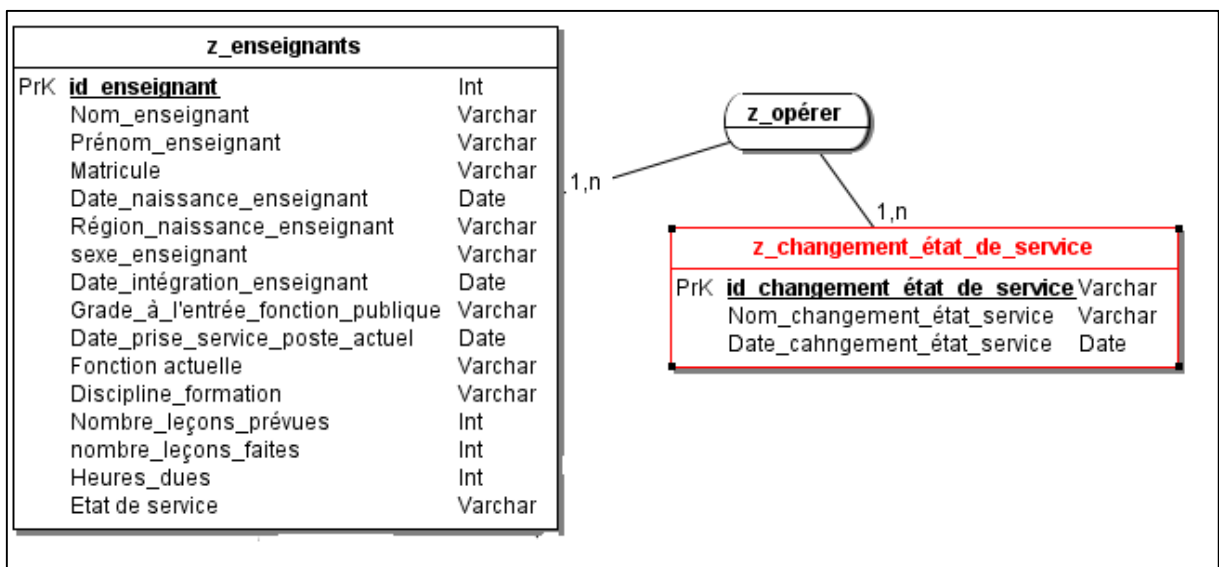 z_enseignants
PrK id_enseignant Int
Nom_enseignant Varchar
Prénom_enseignant Varchar
Matricule Varchar
Date_naissance_enseignant Date
Région_naissance_enseignant Varchar
sexe_enseignant Varchar
Date_intégration_enseignant Date
Grade_à_l'entrée_fonction_publique Varchar
Date_prise_service_poste_actuel Date
Fonction actuelle Varchar
Discipline_formation Varchar
Nombre_leçons_prévues Int
nombre_leçons_faites Int
Heures_dues Int
Etat de service Varchar
1,n
z_opérer
1,n
z_changement_état_de_service
PrK id_changement_état_de_service Varchar
Nom_changement_état_service Varchar
Date_cahngement_état_service Date